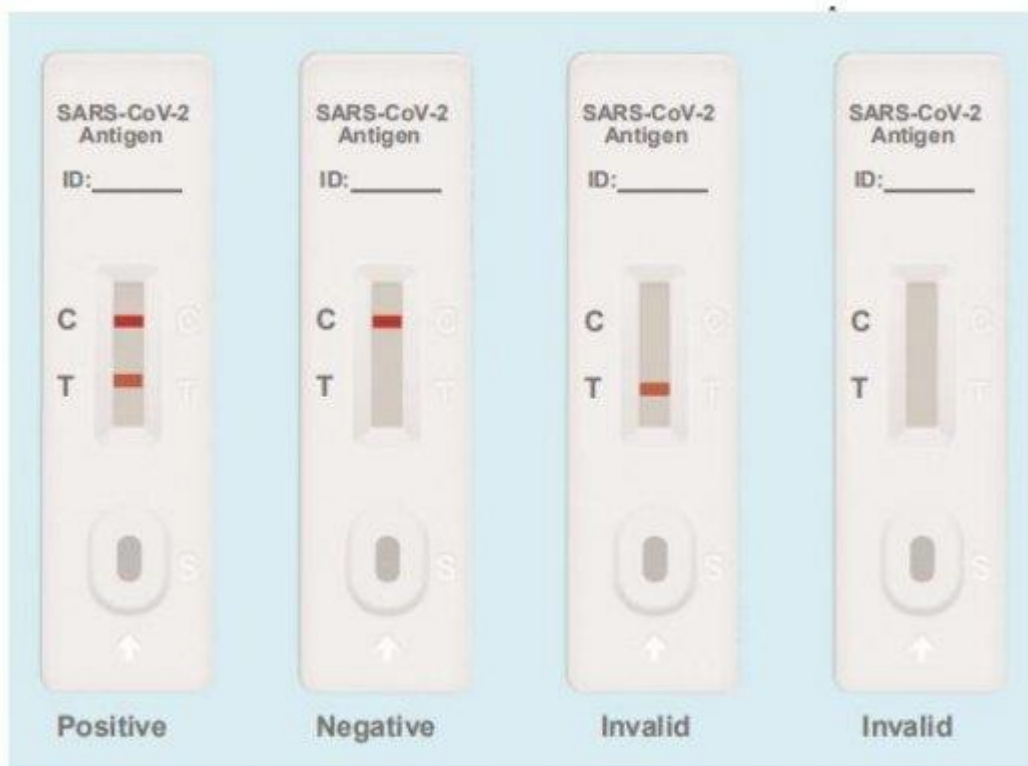 SARS-CoV-2
Antigen
ID:
C
C
T
T
S
Positive
SARS-CoV-2
Antigen
ID:
C
C
T
T
S
Negative
SARS-CoV-2
Antigen
ID:
C
C
T
T
S
Invalid
SARS-CoV-2
Antigen
ID:
C
C
T
T
S
Invalid